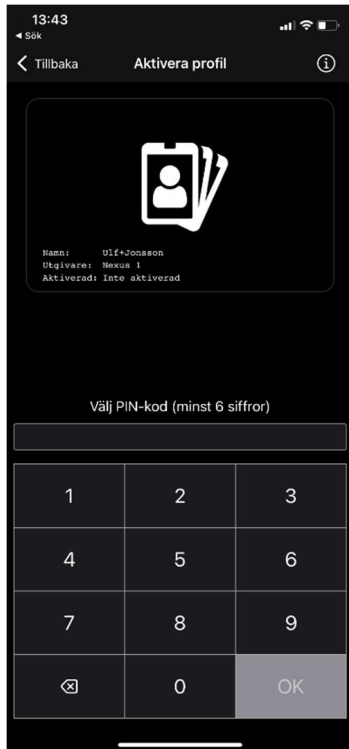 13:43
◀ Sök
Tillbaka
Aktivera profil
Namn: Ulf+Jonsson
Utgivare: Nexus 1
Aktiverad: Inte aktiverad
Välj PIN-kod (minst 6 siffror)
1 2 3
4 5 6
7 8 9
0 OK